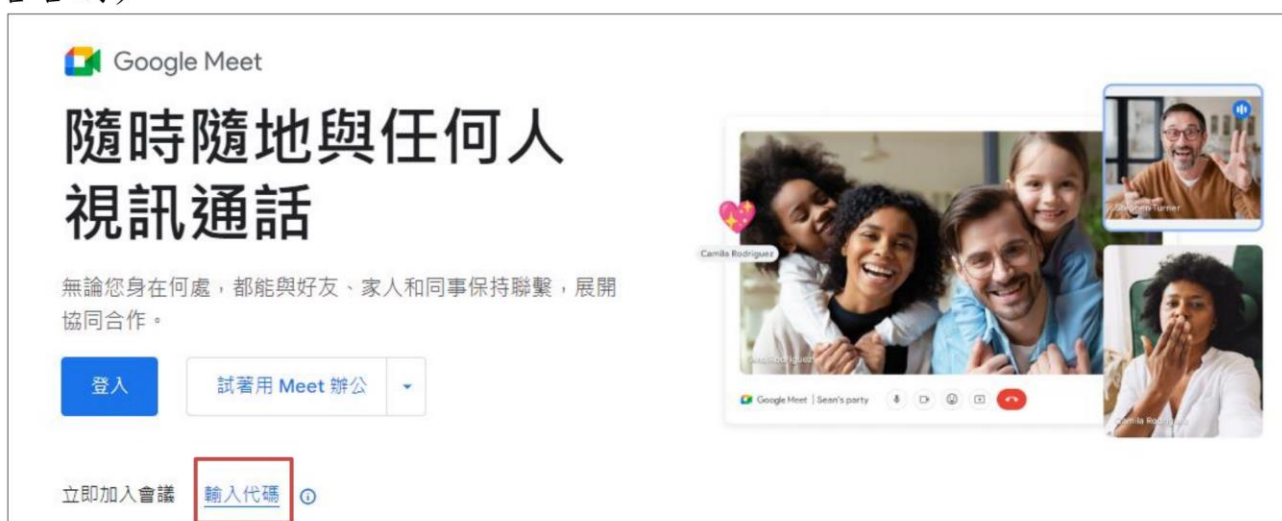 Google Meet
隨時隨地與任何人
視訊通話
無論您身在何處，都能與好友、家人和同事保持聯繫，展開
協同合作。
登入
試著用 Meet 辦公
立即加入會議 輸入代碼
Stephen Turner
Camila Rodriguez
Google Meet | Sean's party